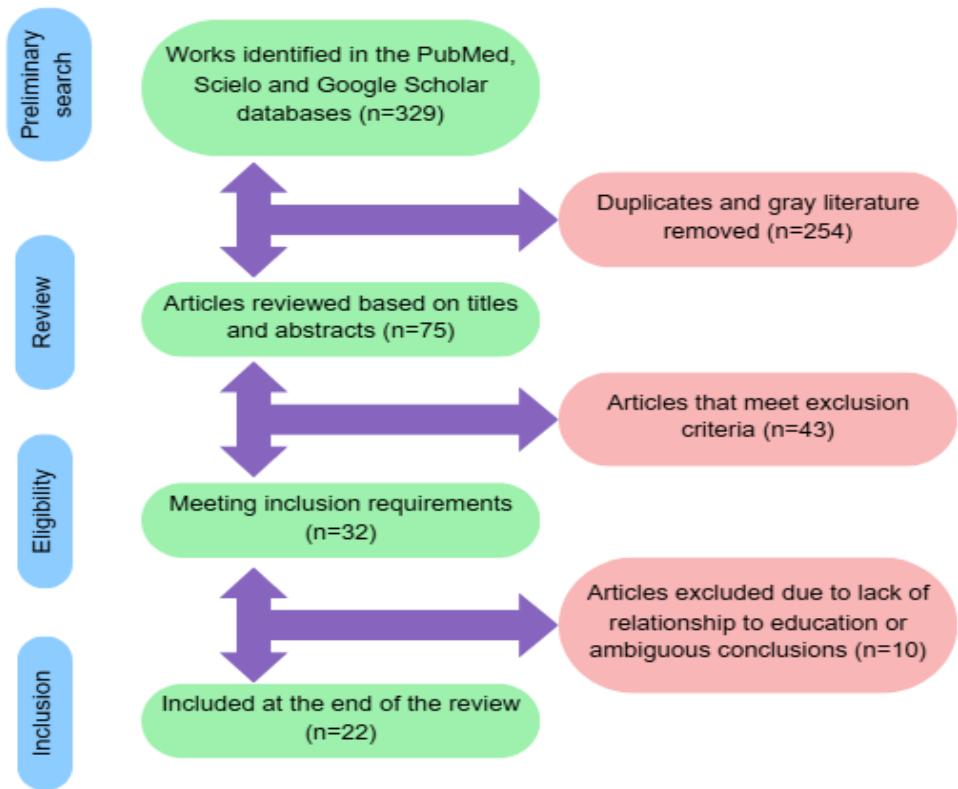 Preliminary
search
Works identified in the PubMed,
Scielo and Google Scholar
databases (n=329)
Duplicates and gray literature
removed (n=254)
Review
Articles reviewed based on titles
and abstracts (n=75)
Articles that meet exclusion
criteria (n=43)
Eligibility
Meeting inclusion requirements
(n=32)
Articles excluded due to lack of
relationship to education or
ambiguous conclusions (n=10)
Inclusion
Included at the end of the review
(n=22)